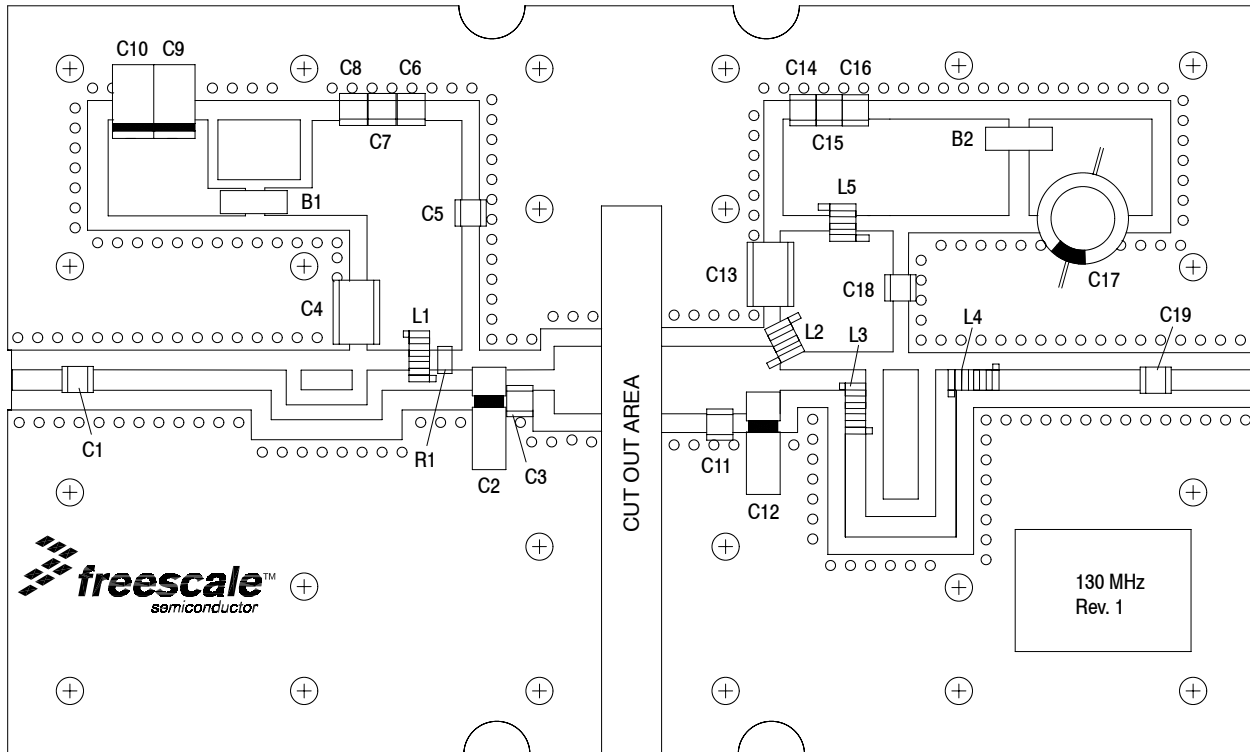 C10 C9
C8 C6
C7
B1
C5
C4
L1
C1
R1
C2
C3
CUT OUT AREA
C14 C16
C15
B2
L5
C13
C18
C17
L2
L3
L4
C19
C11
C12
freescale™
semiconductor
130 MHz
Rev. 1